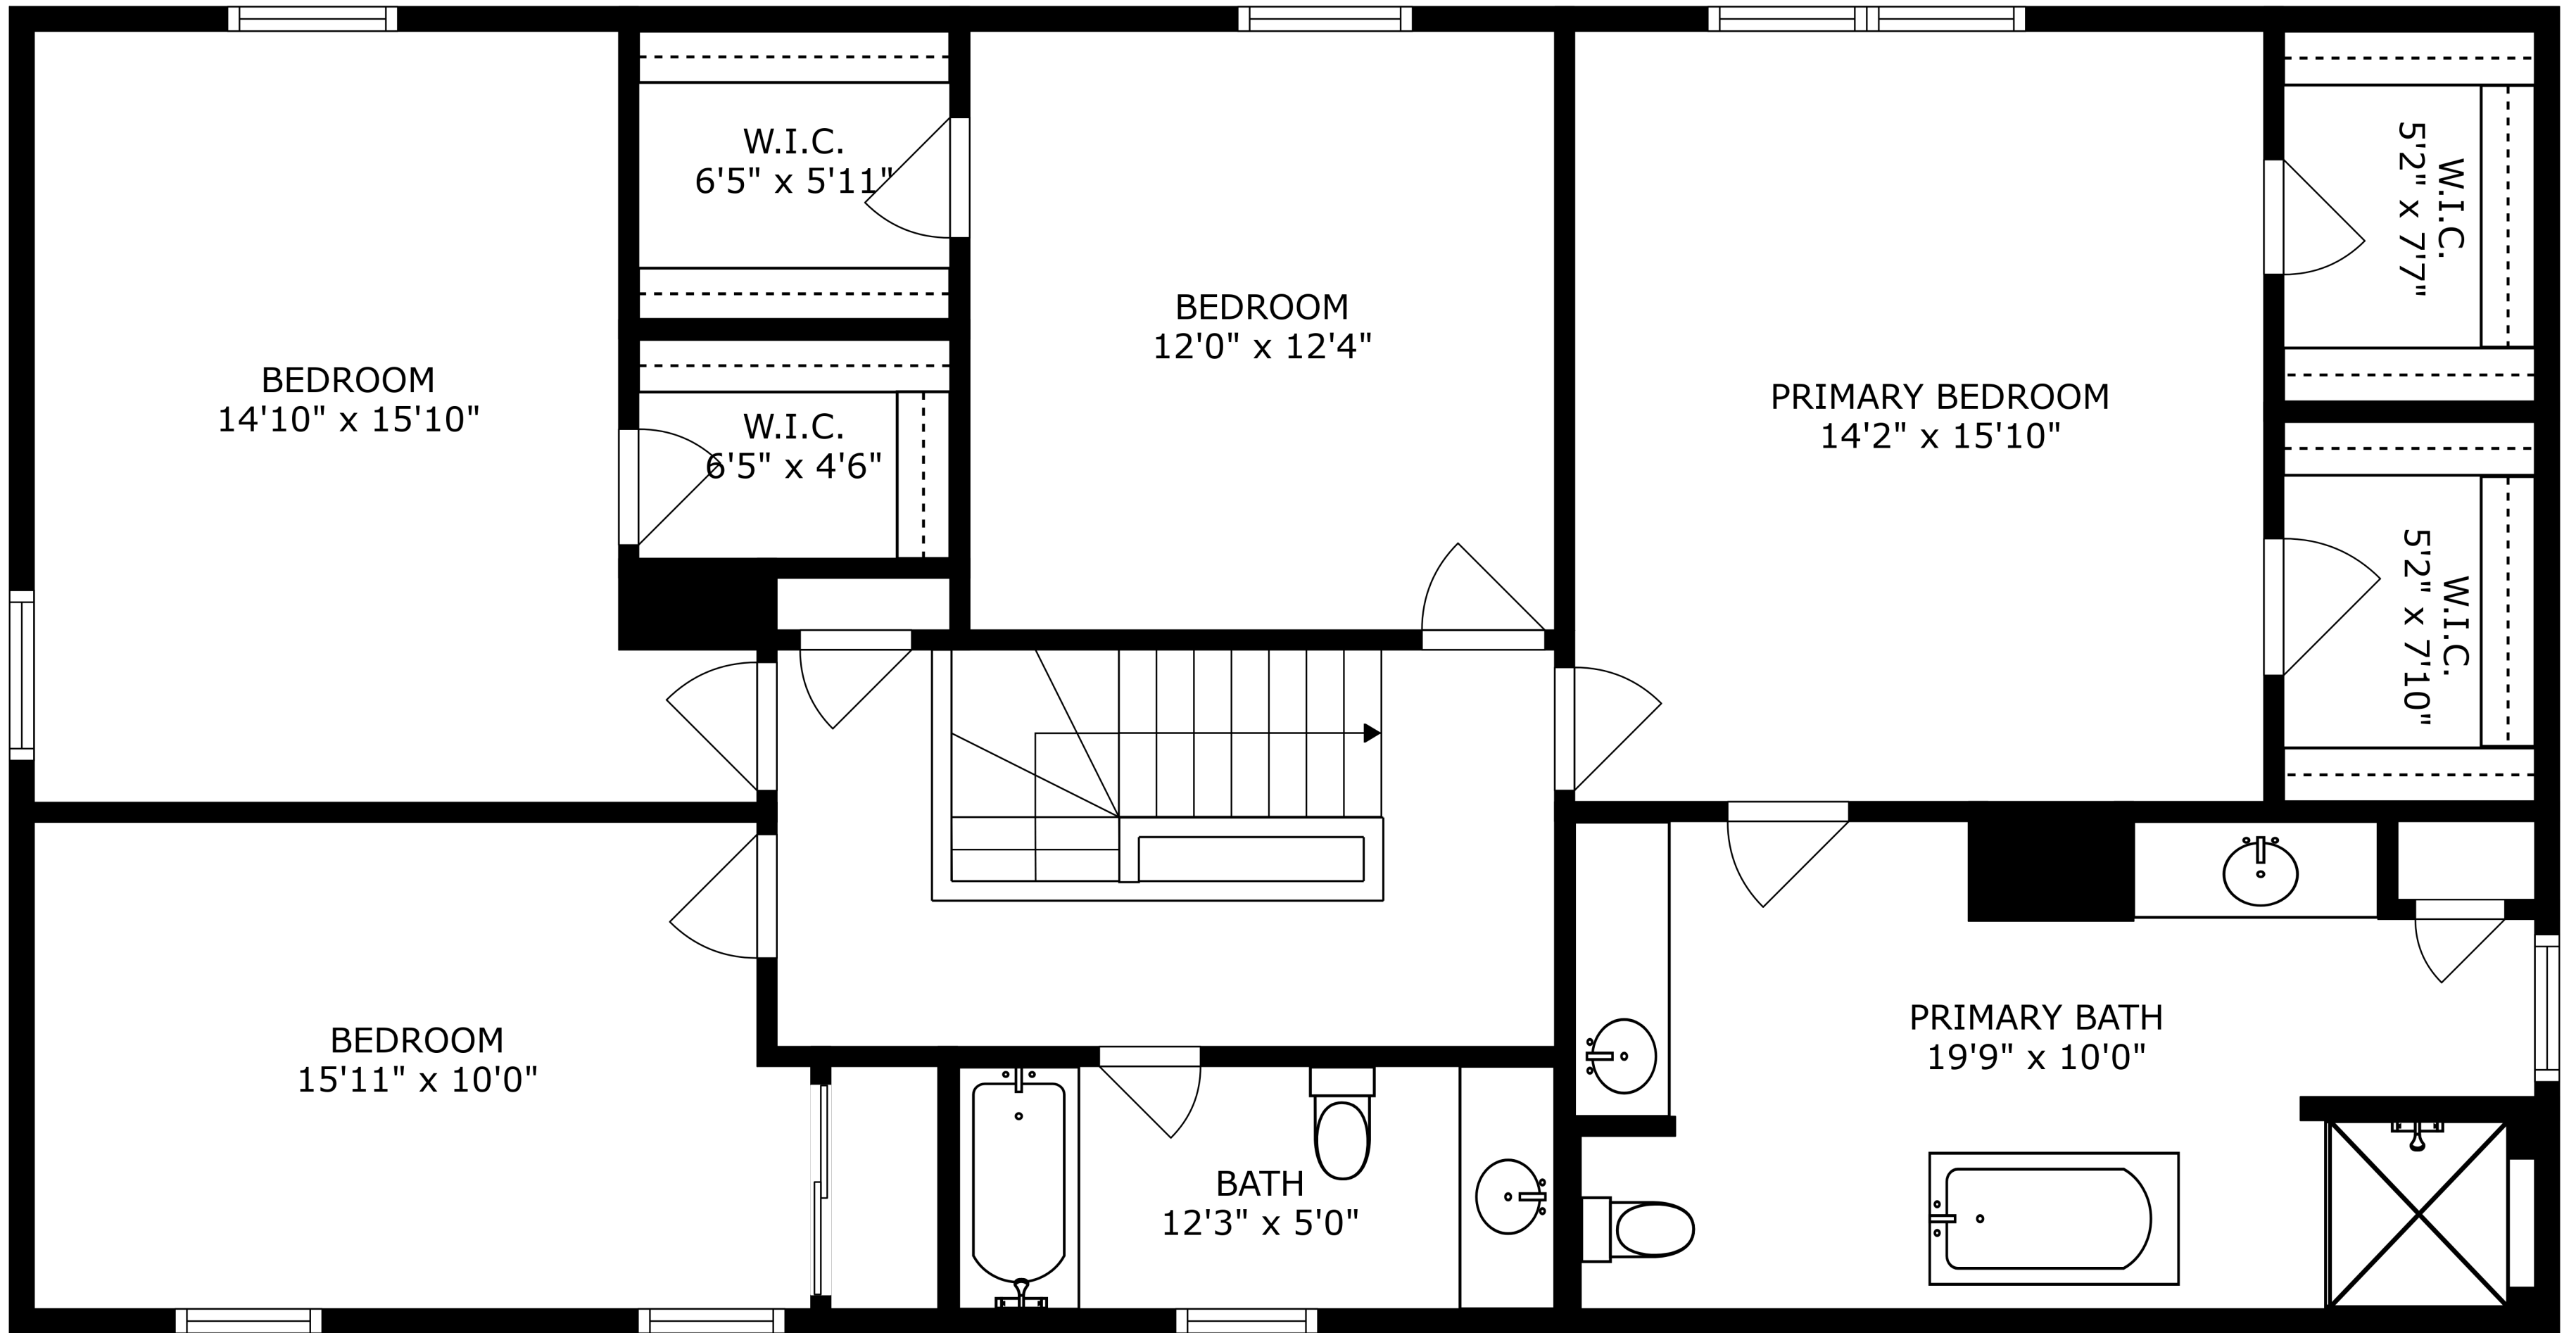 W.I.C.
6'5" x 5'11"
W.I.C.
5'2" x 7'7"
BEDROOM
12'0" x 12'4"
BEDROOM
14'10" x 15'10"
W.I.C.
6'5" x 4'6"
PRIMARY BEDROOM
14'2" x 15'10"
W.I.C.
5'2" x 7'10"
BEDROOM
15'11" x 10'0"
PRIMARY BATH
19'9" x 10'0"
BATH
12'3" x 5'0"